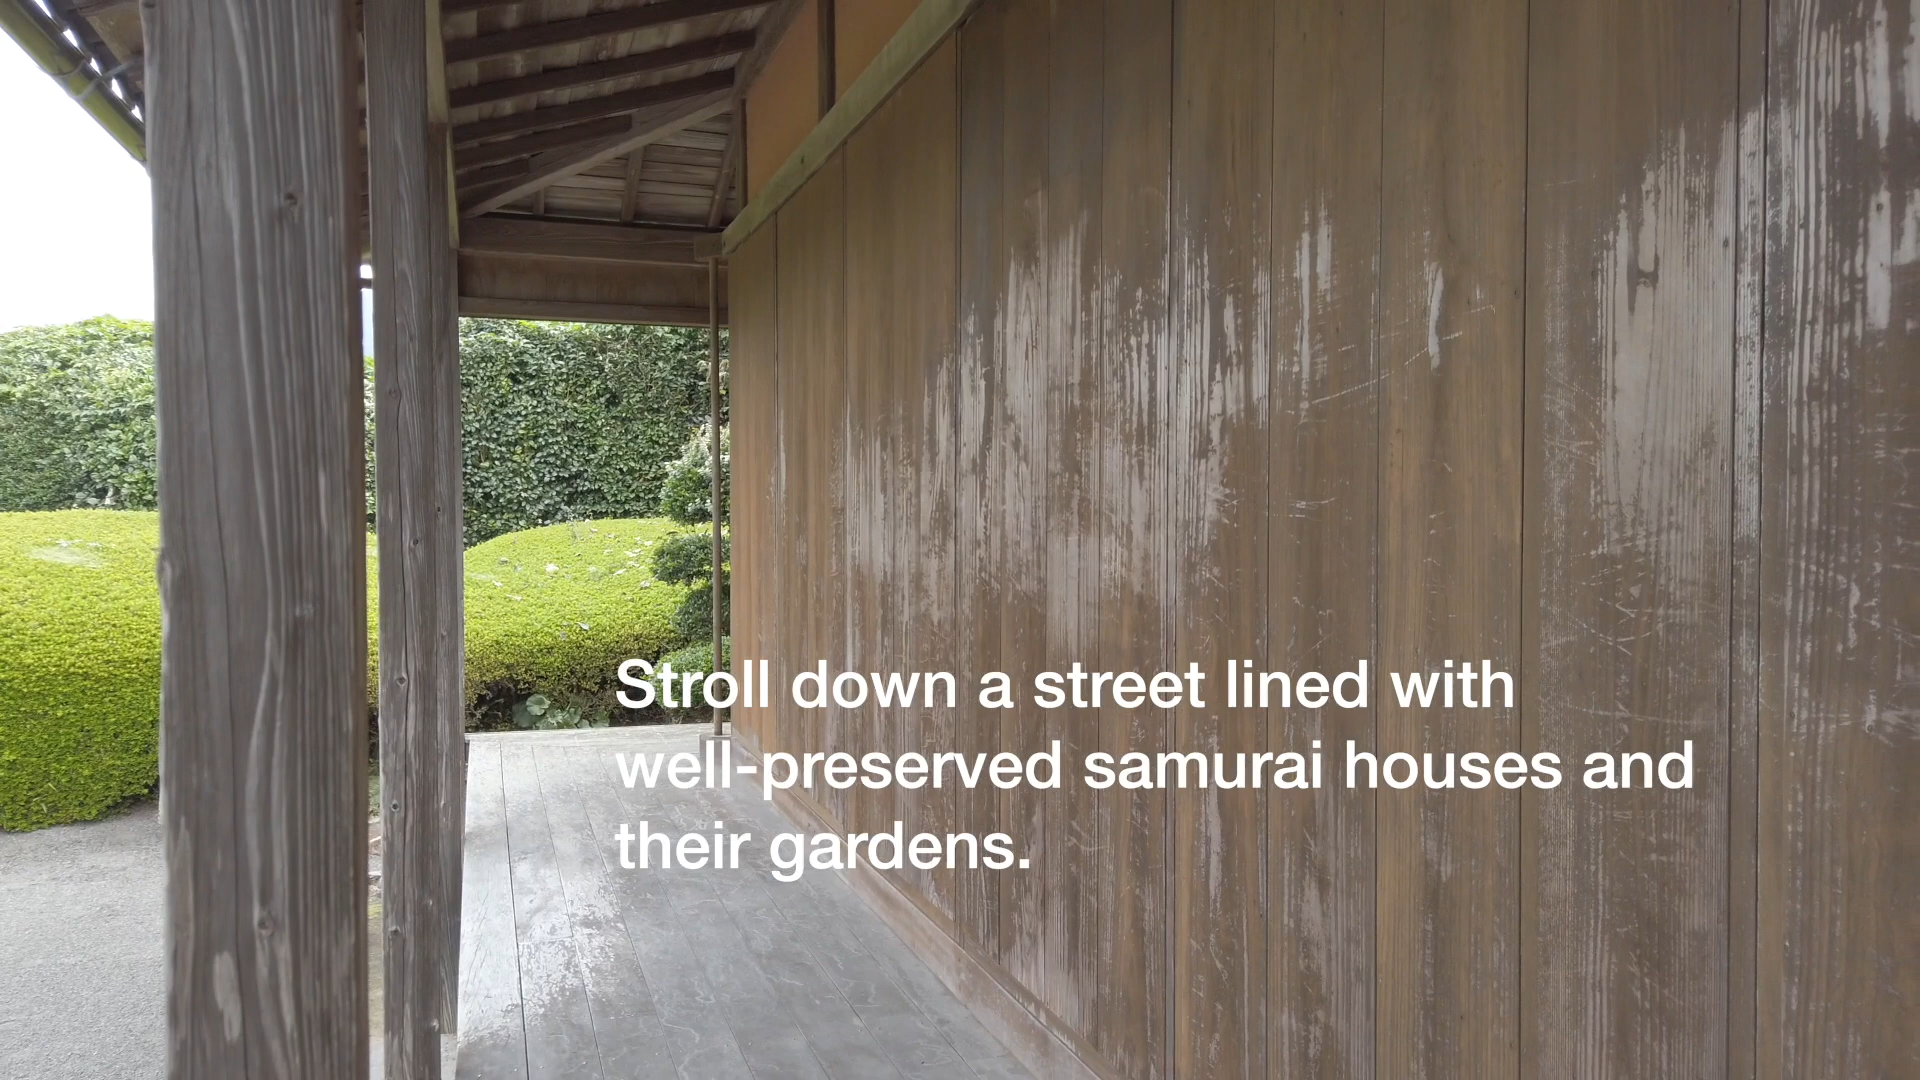 Stroll down a street lined with
well-preserved samurai houses and
their gardens.